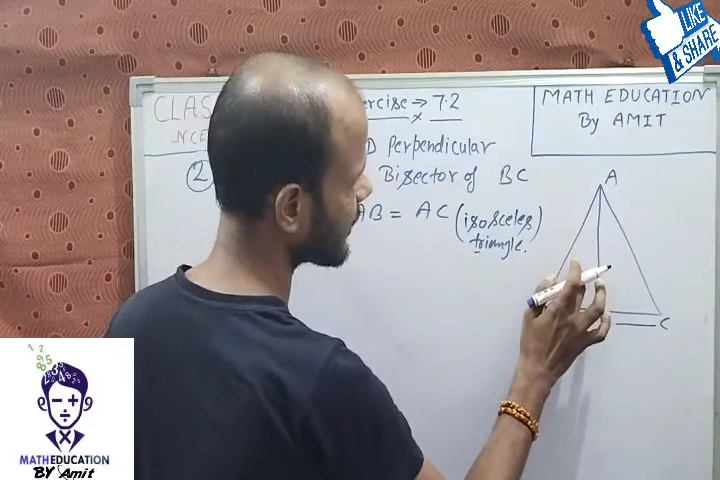 CLAS
NCE
ercise → 7.2
MATH EDUCATION
By AMIT
LIKE
& SHARE
2
D Perpendicular
Bisector of BC
AB = AC (isosceles
triangle.)
A
C
MATHEDUCATION
BY Amit